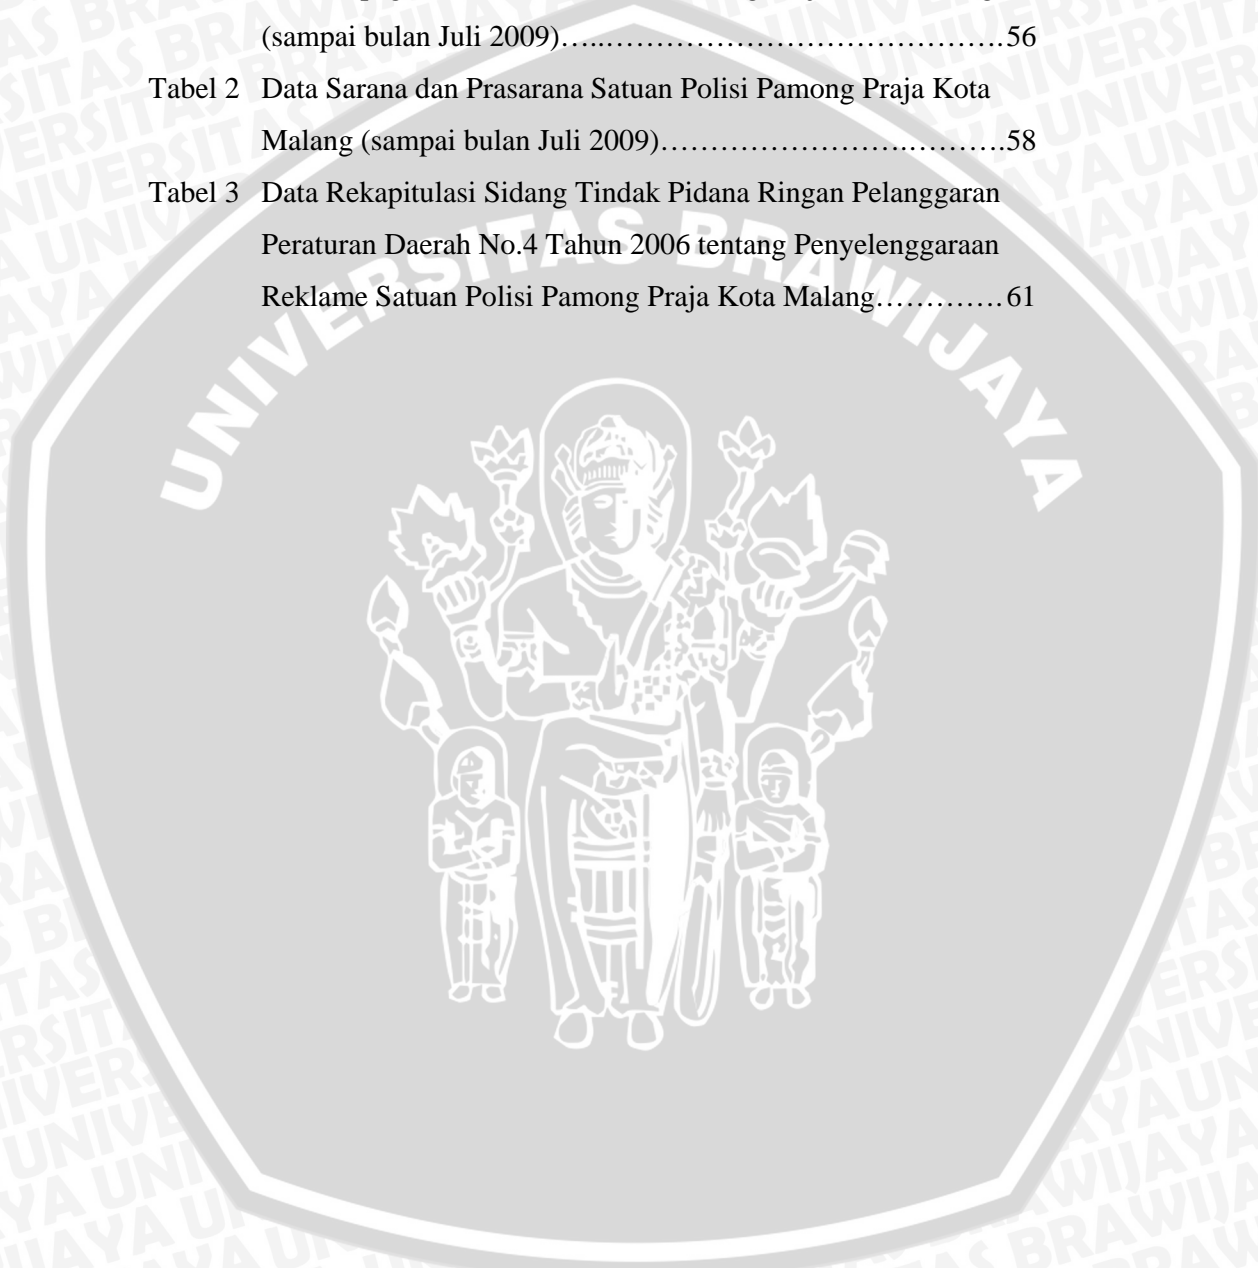 (sampai bulan Juli 2009)…..………………………………….56
Tabel 2 Data Sarana dan Prasarana Satuan Polisi Pamong Praja Kota
Malang (sampai bulan Juli 2009)…………………….……….58
Tabel 3 Data Rekapitulasi Sidang Tindak Pidana Ringan Pelanggaran
Peraturan Daerah No.4 Tahun 2006 tentang Penyelenggaraan
Reklame Satuan Polisi Pamong Praja Kota Malang………….61
UNIVERSITAS BRAWIJAYA